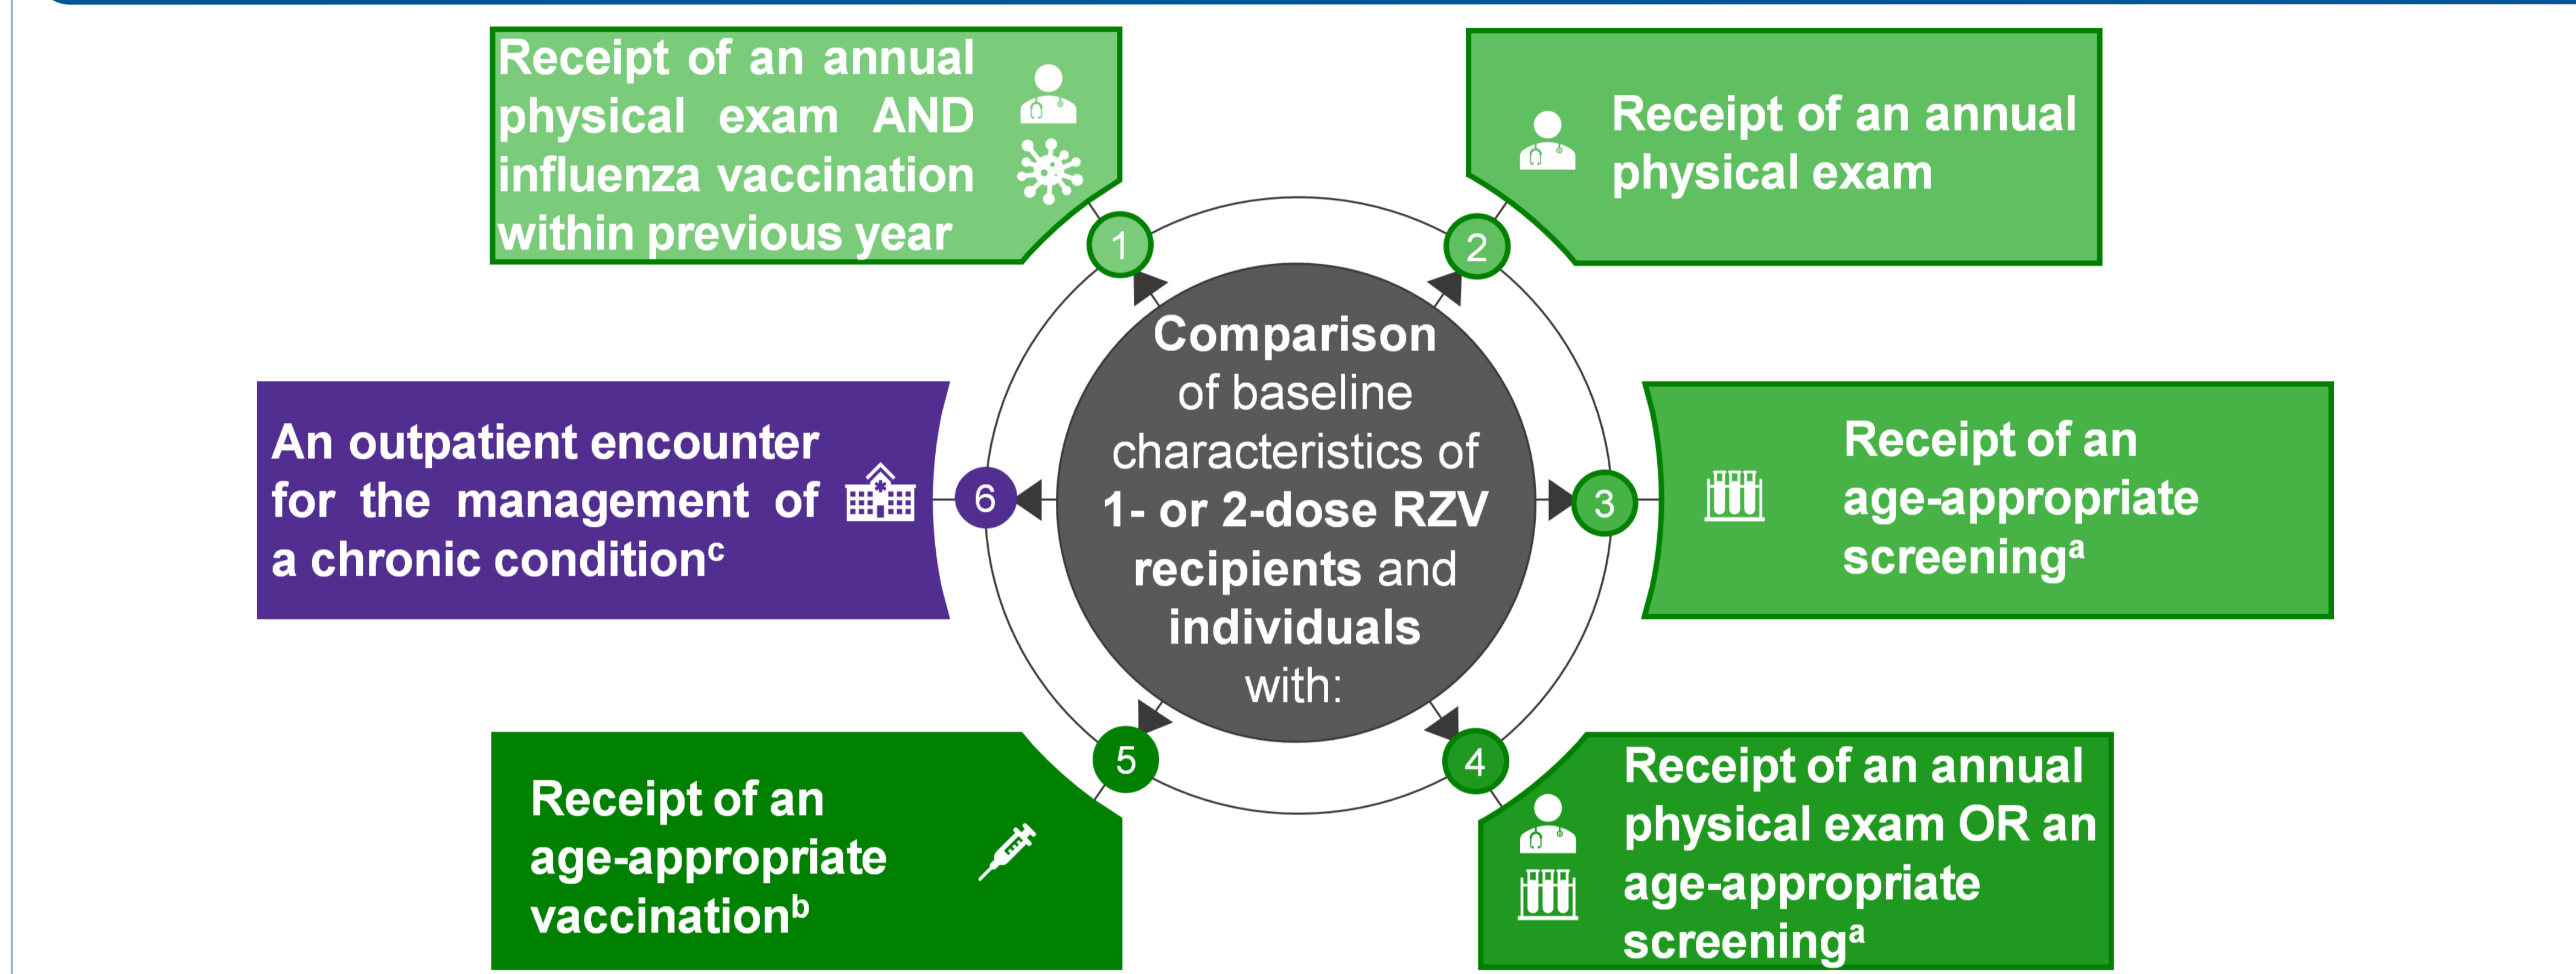 Receipt of an annual
physical exam AND
influenza vaccination
within previous year
1
Receipt of an annual
physical exam
2
Comparison
of baseline
characteristics of
1- or 2-dose RZV
recipients and
individuals
with:
Receipt of an
age-appropriate
screeningᵃ
3
Receipt of an annual
physical exam OR an
age-appropriate
screeningᵃ
4
Receipt of an
age-appropriate
vaccinationᵇ
5
An outpatient encounter
for the management of
a chronic conditionᶜ
6